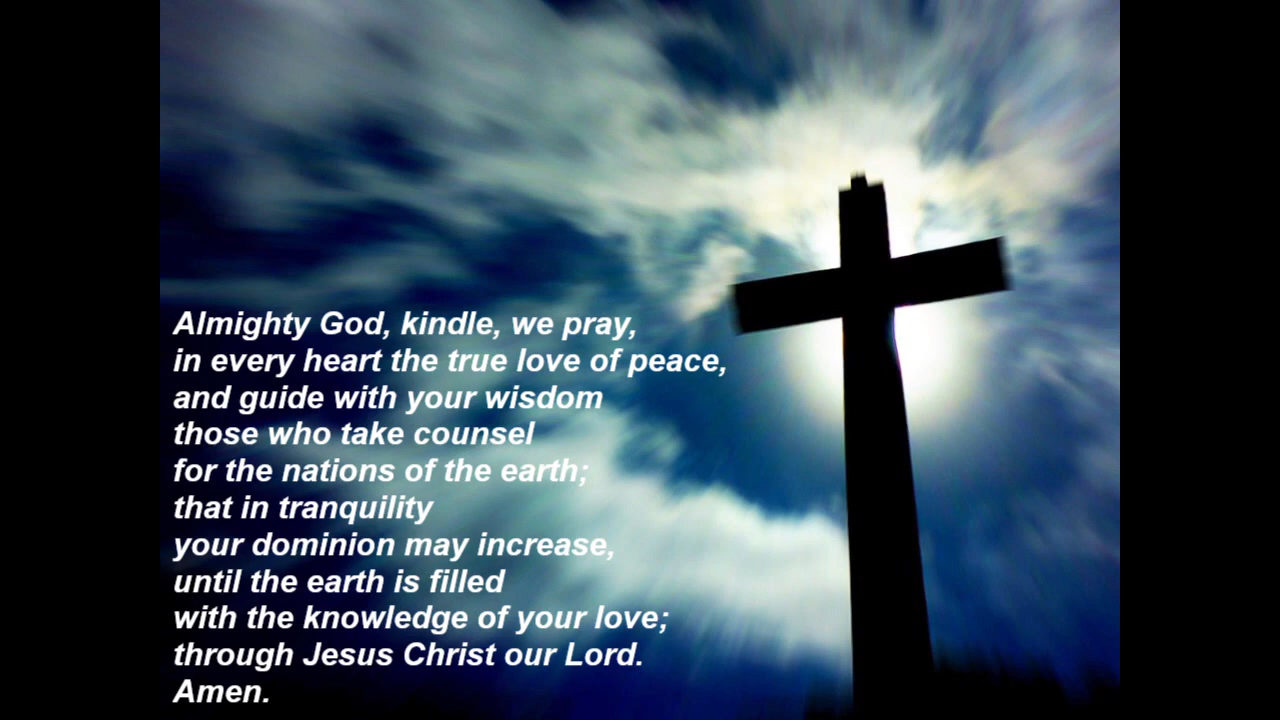 Almighty God, kindle, we pray,
in every heart the true love of peace,
and guide with your wisdom
those who take counsel
for the nations of the earth;
that in tranquility
your dominion may increase,
until the earth is filled
with the knowledge of your love;
through Jesus Christ our Lord.
Amen.